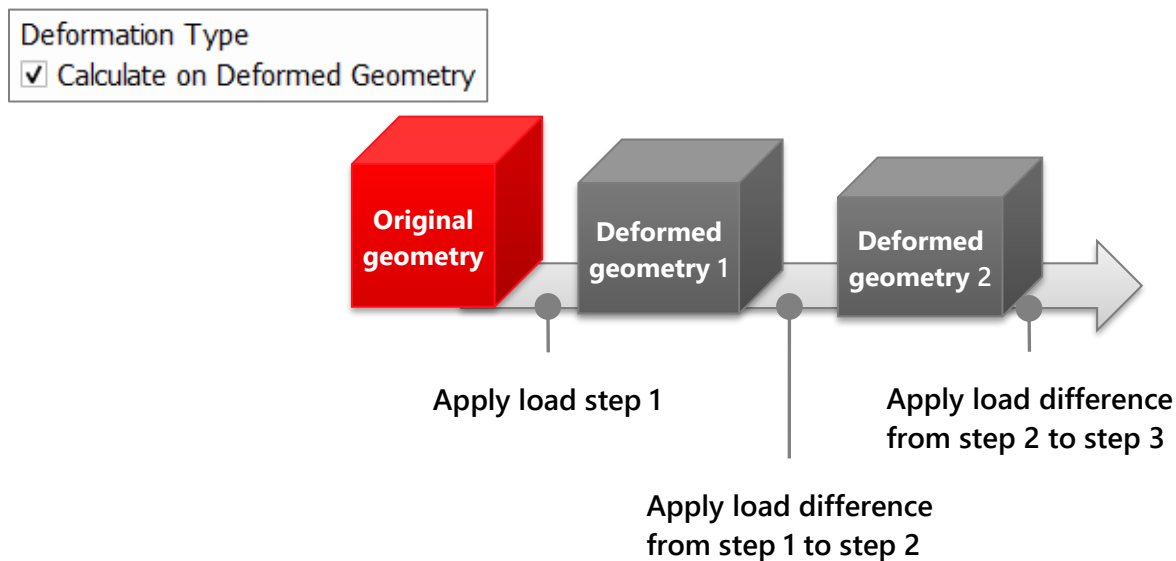 Deformation Type
Calculate on Deformed Geometry
Original
geometry
Deformed
geometry 1
Deformed
geometry 2
Apply load step 1
Apply load difference
from step 2 to step 3
Apply load difference
from step 1 to step 2